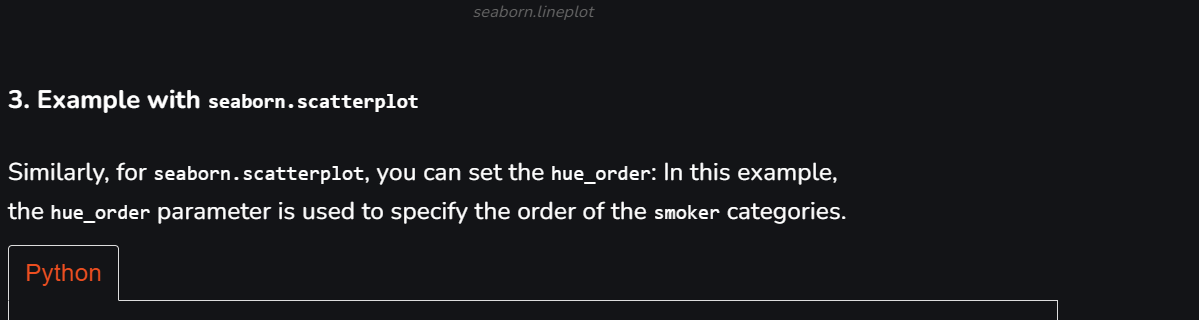 seaborn.lineplot
3. Example with seaborn.scatterplot
Similarly, for seaborn.scatterplot, you can set the hue_order: In this example,
the hue_order parameter is used to specify the order of the smoker categories.
Python